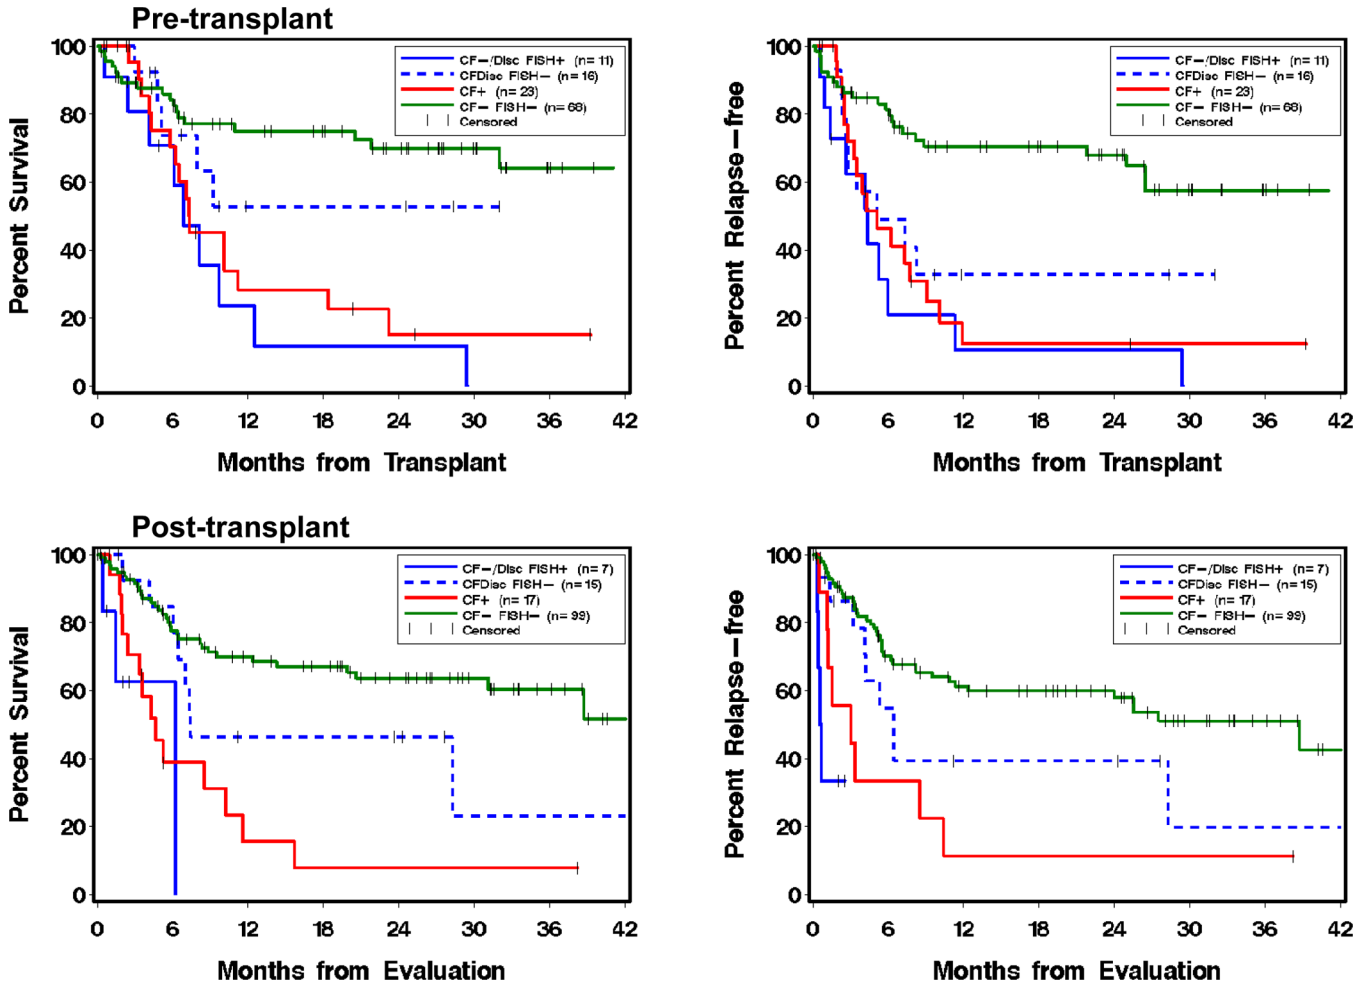 Pre-transplant
Percent Survival
100
80
60
40
20
0
CF-/Disc FISH+ (n= 11)
CFDisc FISH- (n= 16)
CF+ (n= 23)
CF- FISH- (n= 68)
Censored
0 6 12 18 24 30 36 42
Months from Transplant
Percent Relapse-free
100
80
60
40
20
0
CF-/Disc FISH+ (n= 11)
CFDisc FISH- (n= 16)
CF+ (n= 23)
CF- FISH- (n= 68)
Censored
0 6 12 18 24 30 36 42
Months from Transplant
Post-transplant
Percent Survival
100
80
60
40
20
0
CF-/Disc FISH+ (n= 7)
CFDisc FISH- (n= 15)
CF+ (n= 17)
CF- FISH- (n= 99)
Censored
0 6 12 18 24 30 36 42
Months from Evaluation
Percent Relapse-free
100
80
60
40
20
0
CF-/Disc FISH+ (n= 7)
CFDisc FISH- (n= 15)
CF+ (n= 17)
CF- FISH- (n= 99)
Censored
0 6 12 18 24 30 36 42
Months from Evaluation